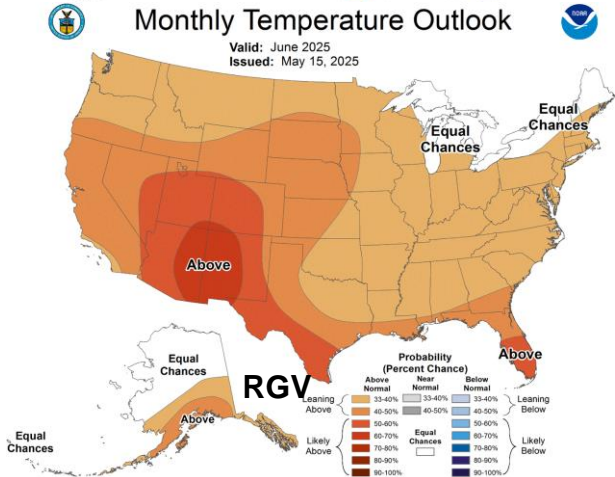 Monthly Temperature Outlook
Valid: June 2025
Issued: May 15, 2025
noaa
Equal
Chances
Equal
Chances
Above
Above
RGV
Equal
Chances
Above
Equal
Chances
Probability
(Percent Chance)
Above
Normal
Near
Normal
Below
Normal
Leaning
Above
33-40%
40-50%
33-40%
40-50%
33-40%
40-50%
Leaning
Below
Likely
Above
50-60%
60-70%
70-80%
80-90%
90-100%
Equal
Chances
50-60%
60-70%
70-80%
80-90%
90-100%
Likely
Below